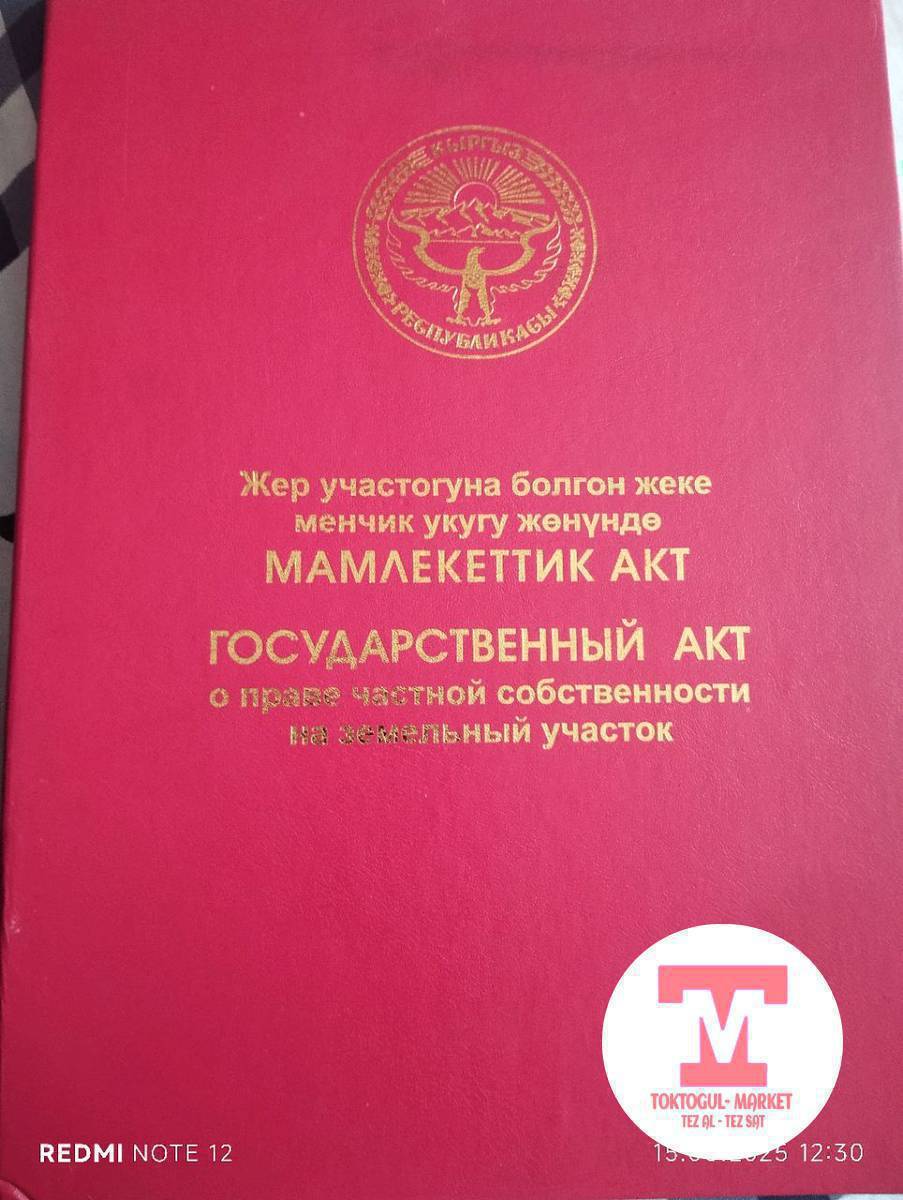 КЫРГЫЗ
РЕСПУБЛИКАСЫ
Жер участогуна болгон жеке
менчик укугу жөнүндө
МАМЛЕКЕТТИК АКТ
ГОСУДАРСТВЕННЫЙ АКТ
о праве частной собственности
на земельный участок
TM
TOKTOGUL- MARKET
TEZ AL - TEZ SAT
REDMI NOTE 12
12:30